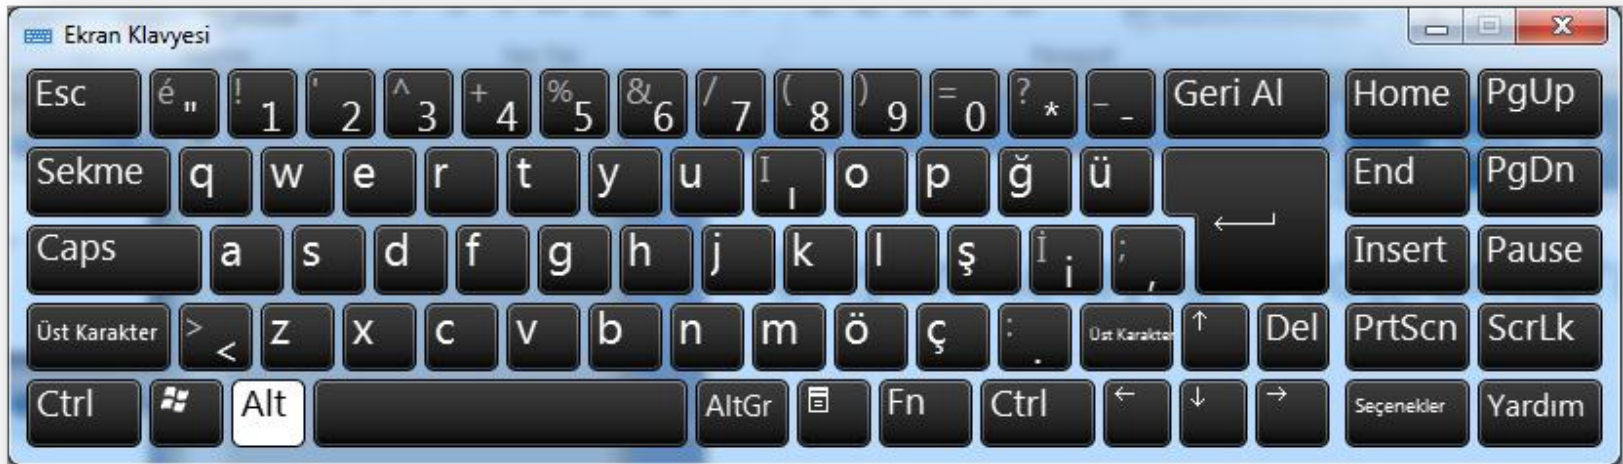 Ekran Klavyesi
Esc é " ! 1 ' 2 ^ 3 + 4 % 5 & 6 / 7 ( 8 ) 9 = 0 ? * _ - Geri Al Home PgUp
Sekme q w e r t y u I ı o p ğ ü End PgDn
Caps a s d f g h j k l ş İ i ; , Insert Pause
Üst Karakter > < z x c v b n m ö ç : . Üst Karakter ↑ Del PrtScn ScrLk
Ctrl Alt AltGr Fn Ctrl ← ↓ → Seçenekler Yardım